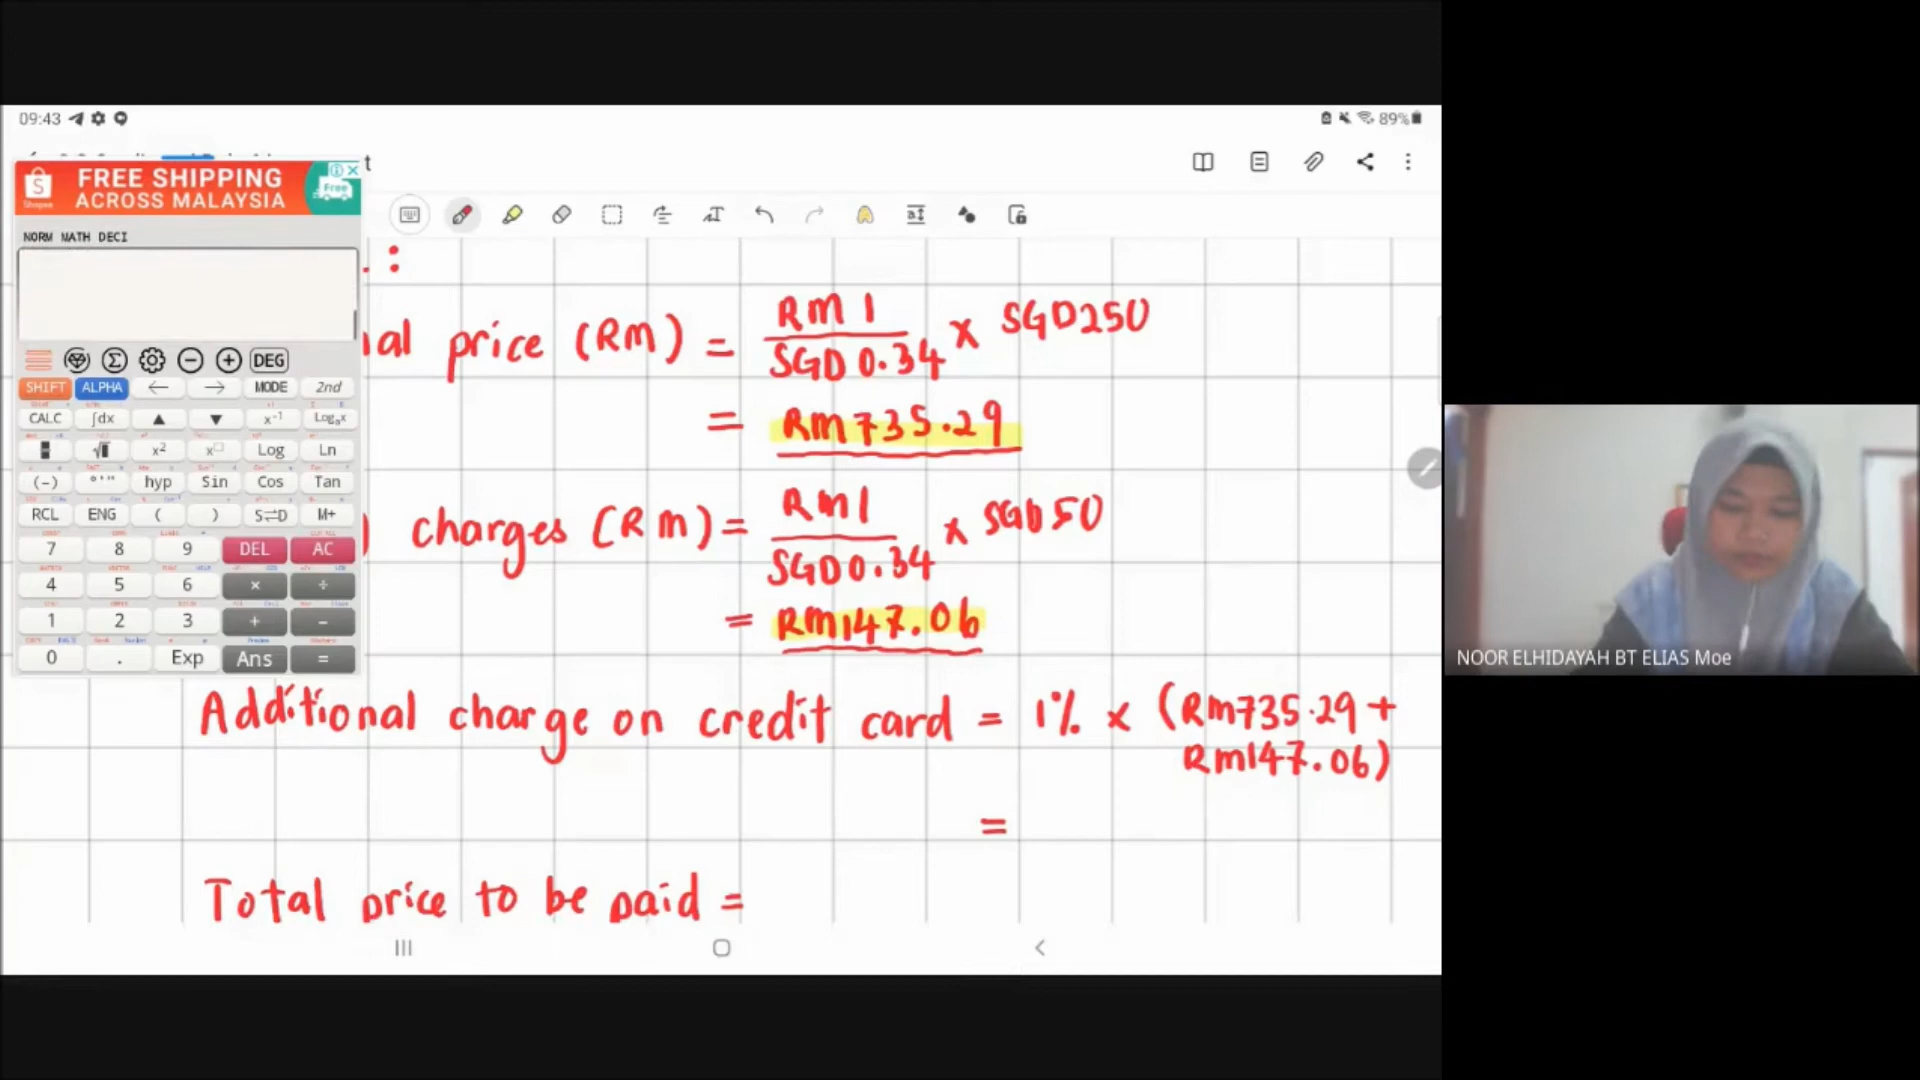 09:43
89%
t
FREE SHIPPING
ACROSS MALAYSIA
Shopee
Free
NORM MATH DECI
DEG
SHIFT ALPHA ← → MODE 2nd
CALC ∫dx ▲ ▼ x⁻¹ Logₐx
√ x² x Log Ln
(−) °'" hyp Sin Cos Tan
RCL ENG ( ) S⇌D M+
7 8 9 DEL AC
4 5 6 × ÷
1 2 3 + −
0 . Exp Ans =
.:
al price (RM) = RM 1 / SGD 0.34 × SGD250
= RM735.29
charges (RM) = RM1 / SGD0.34 × SGD50
= RM147.06
Additional charge on credit card = 1% × (RM735.29 +
RM147.06)
=
Total price to be paid =
NOOR ELHIDAYAH BT ELIAS Moe